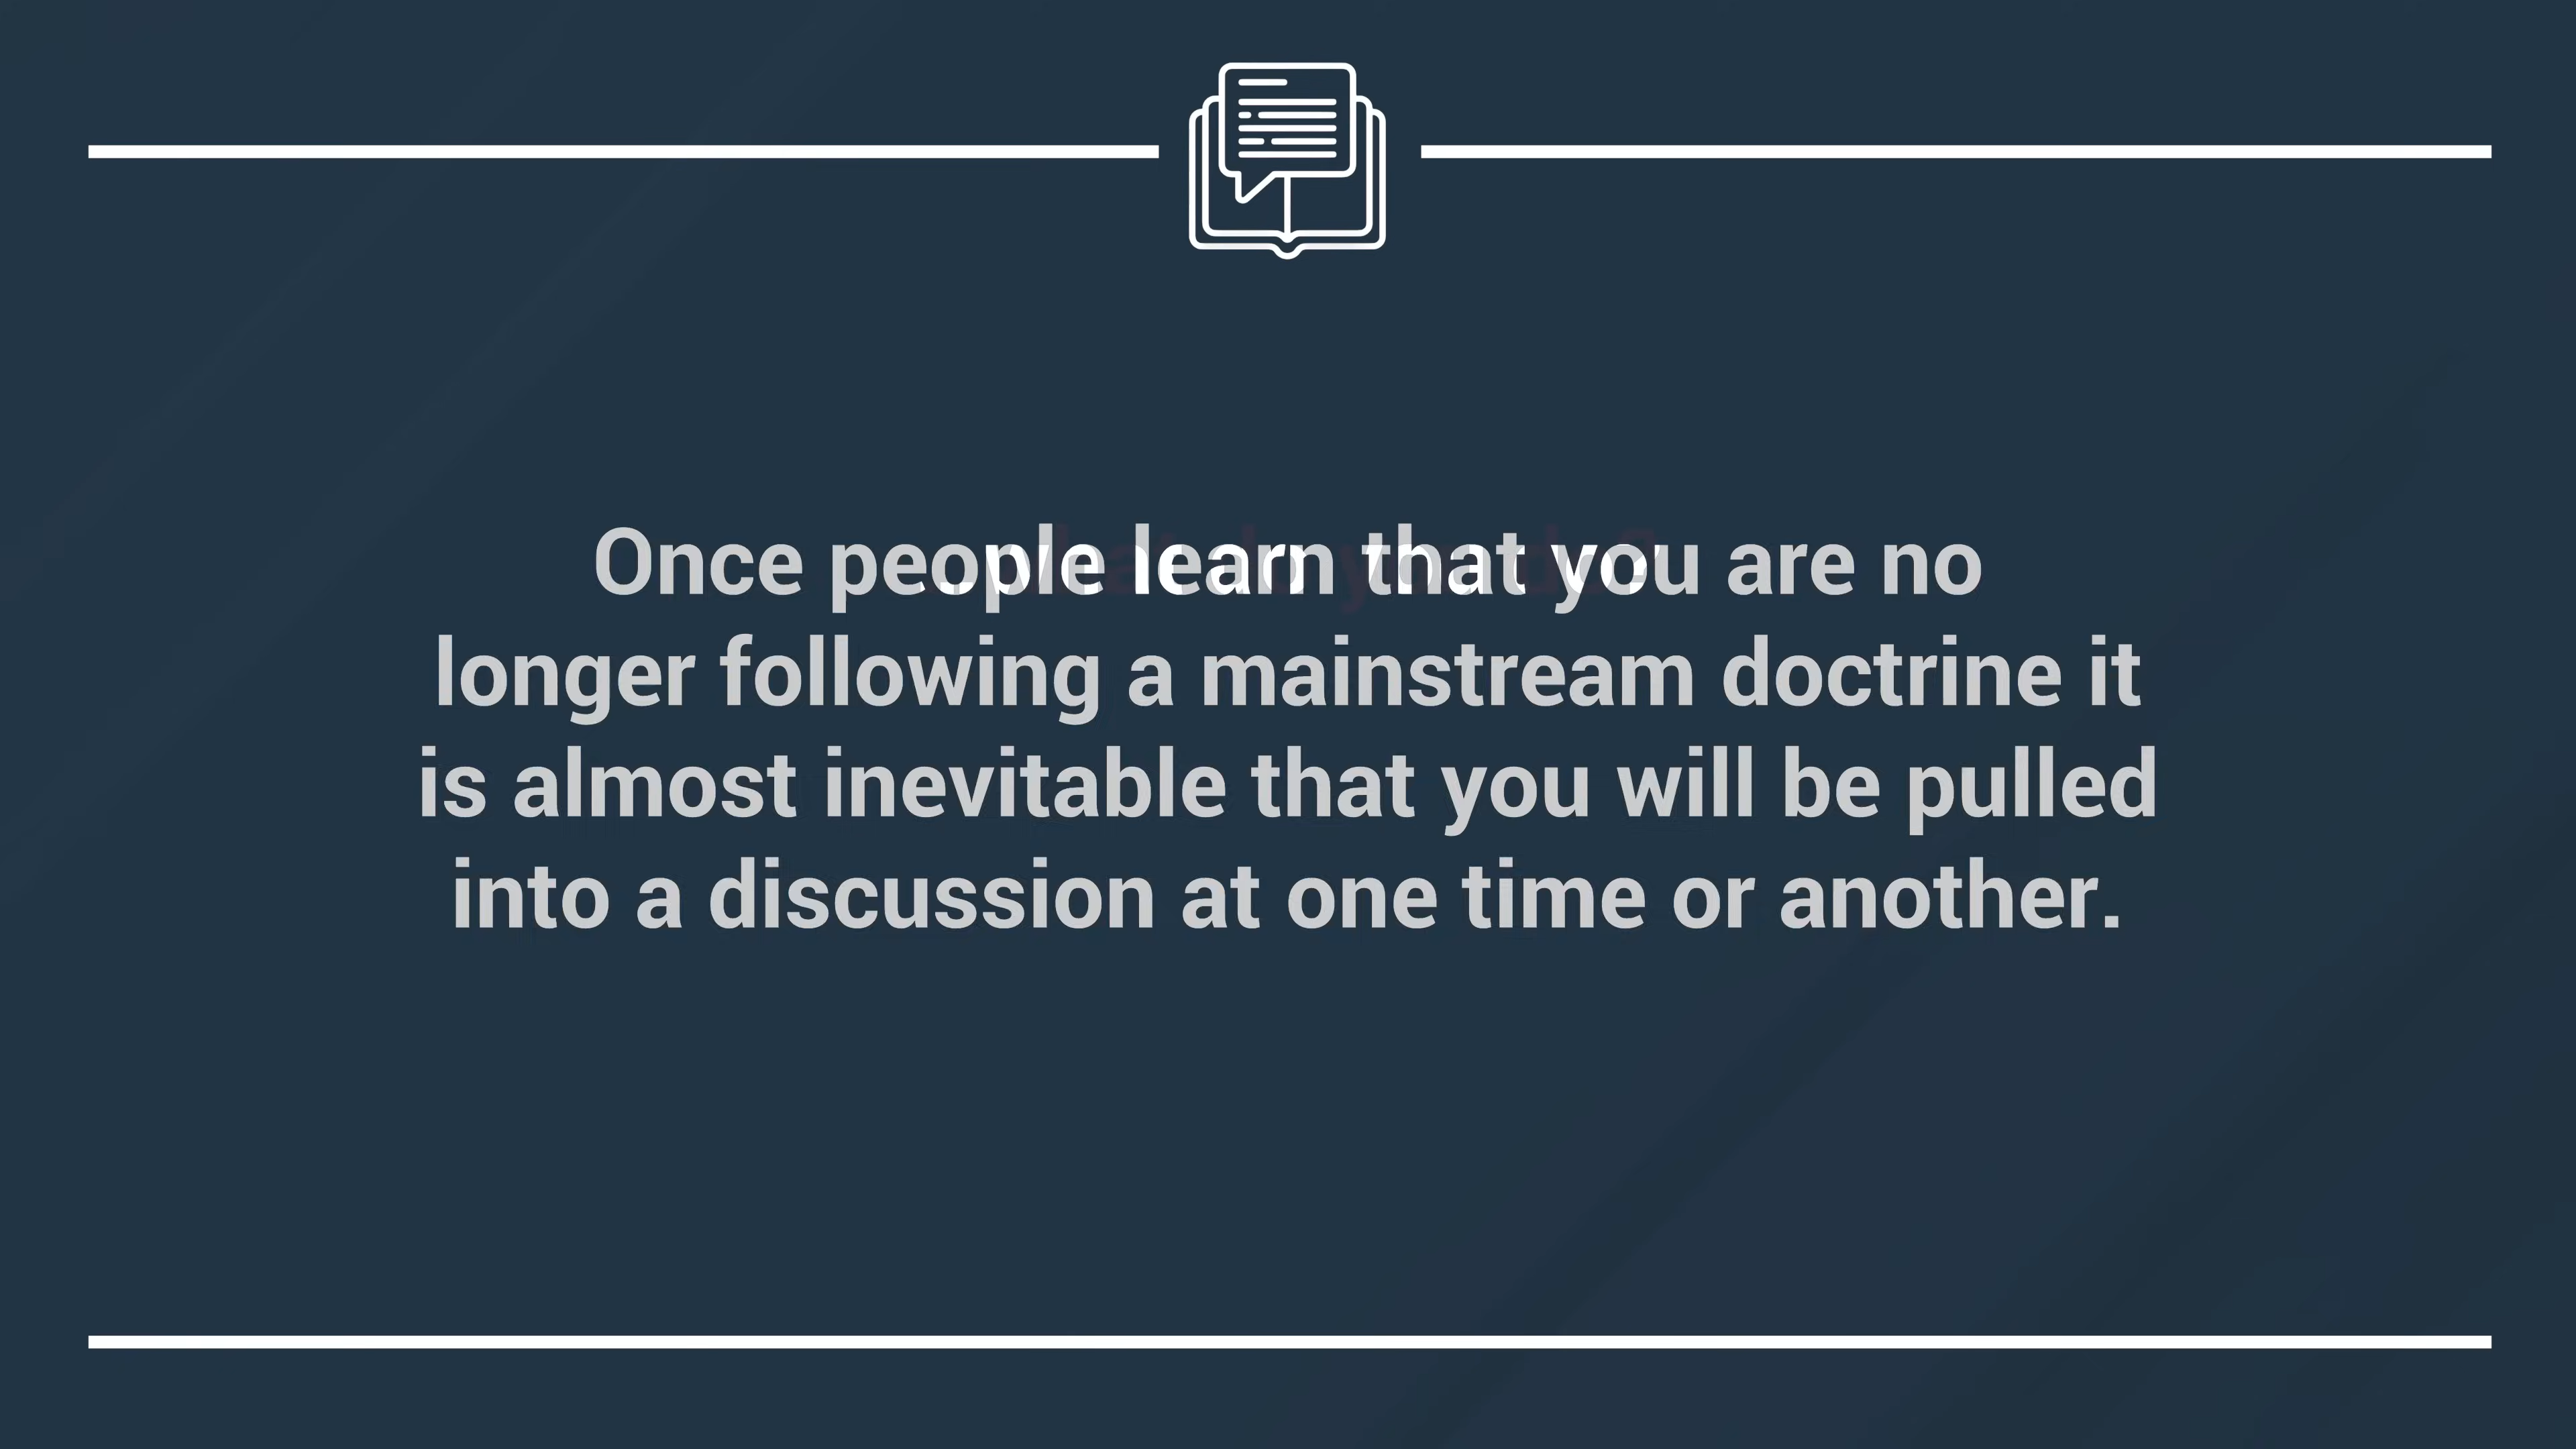 Once people learn that you are no
longer following a mainstream doctrine it
is almost inevitable that you will be pulled
into a discussion at one time or another.